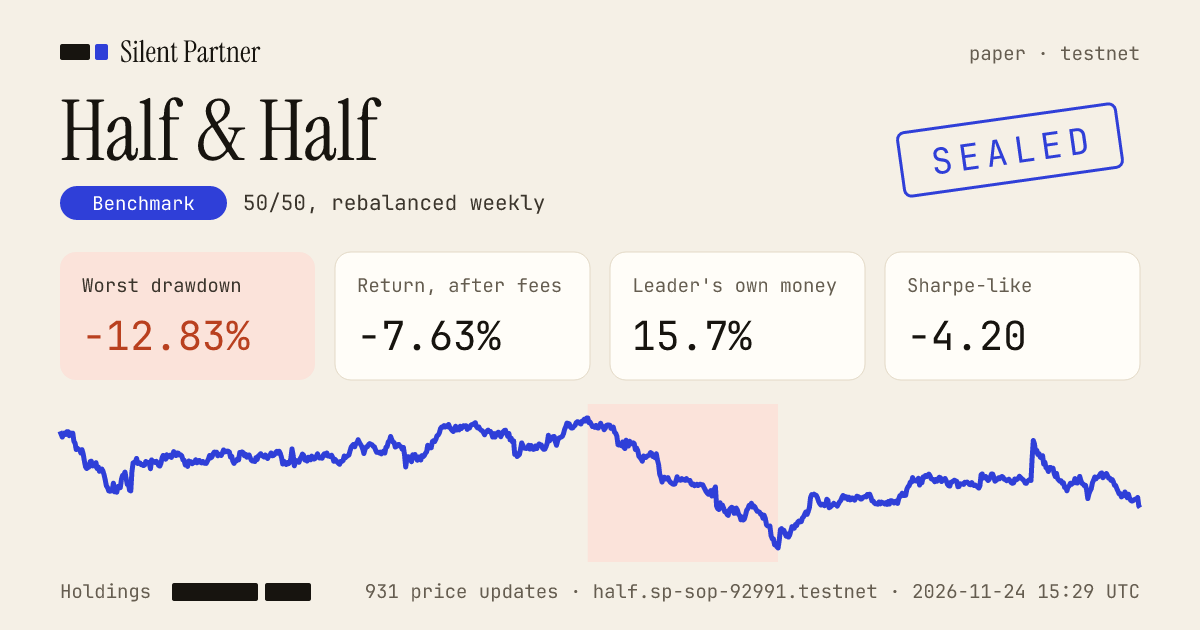 Silent Partner
paper · testnet
Half & Half
SEALED
Benchmark
50/50, rebalanced weekly
Worst drawdown
-12.83%
Return, after fees
-7.63%
Leader's own money
15.7%
Sharpe-like
-4.20
Holdings
931 price updates · half.sp-sop-92991.testnet · 2026-11-24 15:29 UTC